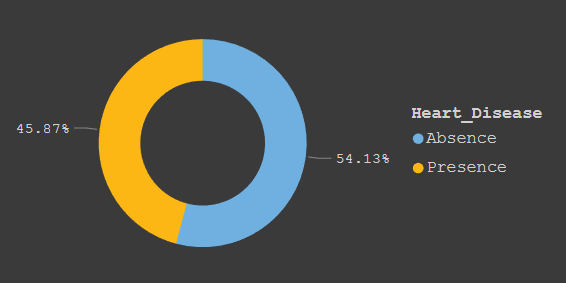 Heart_Disease
Absence
Presence
45.87%
54.13%